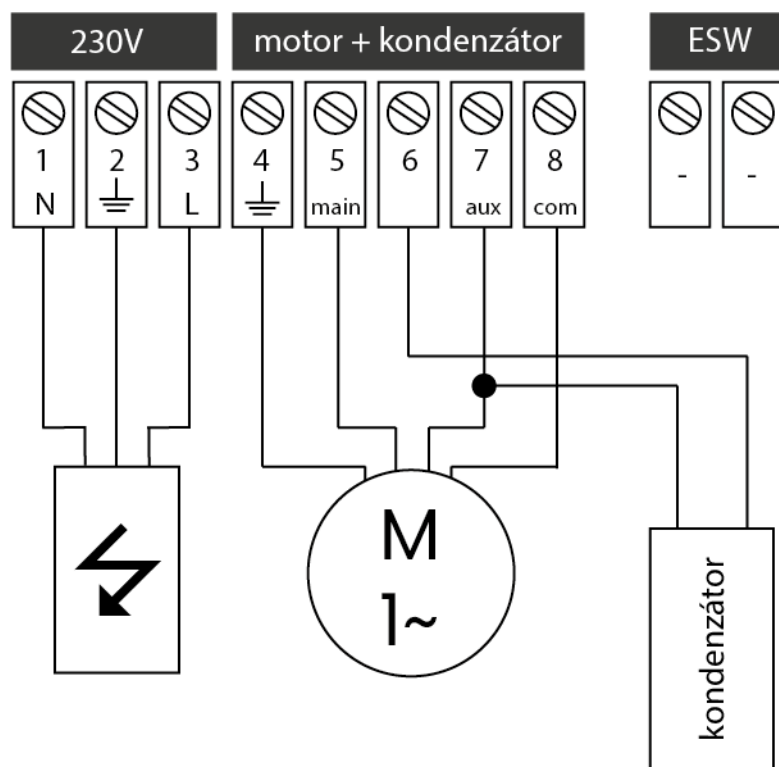 230V motor + kondenzátor ESW
1 2 3 4 5 6 7 8 - -
N L main aux com
M
1~
kondenzátor